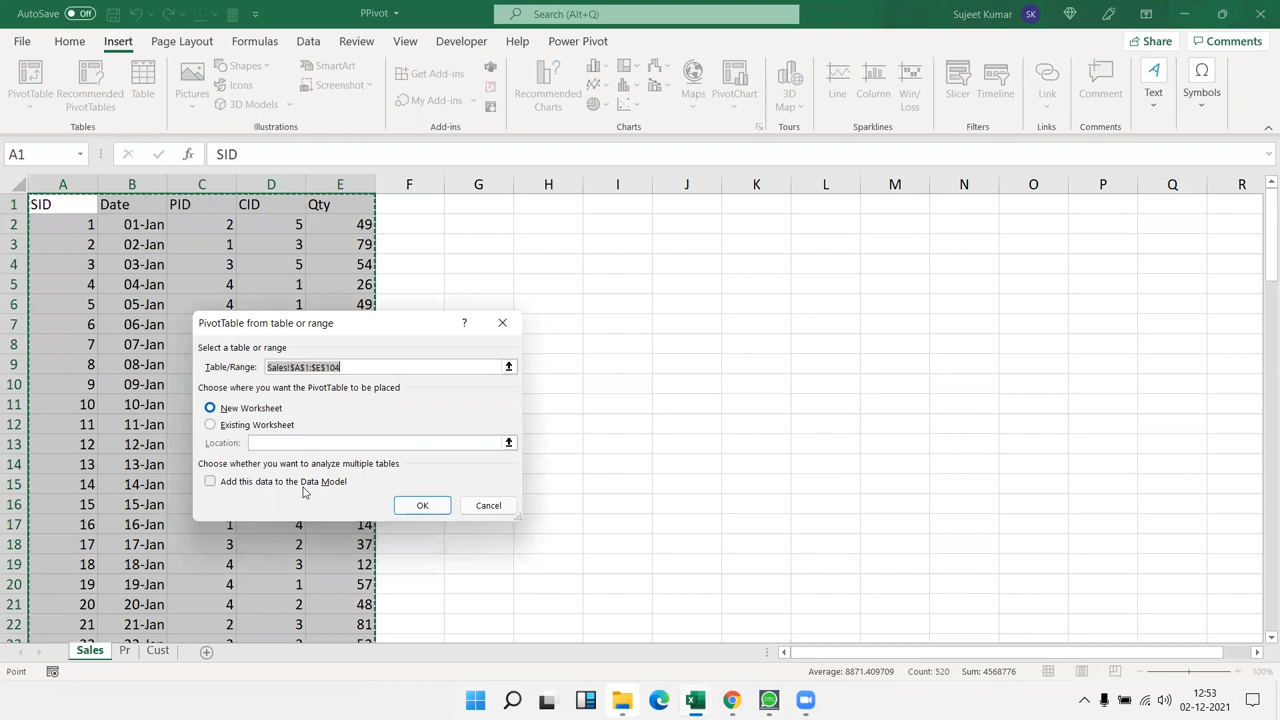 AutoSave Off PPivot Search (Alt+Q) Sujeet Kumar SK
File Home Insert Page Layout Formulas Data Review View Developer Help Power Pivot Share Comments
PivotTable Recommended PivotTables Table
Pictures Shapes Icons 3D Models SmartArt Screenshot
Get Add-ins My Add-ins
Recommended Charts Maps PivotChart
3D Map Line Column Win/Loss Slicer Timeline Link Comment Text Symbols
Tables Illustrations Add-ins Charts Tours Sparklines Filters Links Comments
A1 fx SID
A B C D E F G H I J K L M N O P Q R
1 SID Date PID CID Qty
2 1 01-Jan 2 5 49
3 2 02-Jan 1 3 79
4 3 03-Jan 3 5 54
5 4 04-Jan 4 1 26
6 5 05-Jan 4 1 49
7 6 06-Jan
8 7 07-Jan
9 8 08-Jan
10 9 09-Jan
11 10 10-Jan
12 11 11-Jan
13 12 12-Jan
14 13 13-Jan
15 14 14-Jan
16 15 15-Jan
17 16 16-Jan 1 4 14
18 17 17-Jan 3 2 37
19 18 18-Jan 4 3 12
20 19 19-Jan 4 1 57
21 20 20-Jan 4 2 48
22 21 21-Jan 2 3 81
PivotTable from table or range ?
Select a table or range
Table/Range: Sales!$A$1:$E$104
Choose where you want the PivotTable to be placed
New Worksheet
Existing Worksheet
Location:
Choose whether you want to analyze multiple tables
Add this data to the Data Model
OK Cancel
Sales Pr Cust
Point Average: 8871.409709 Count: 520 Sum: 4568776 100%
12:53
02-12-2021